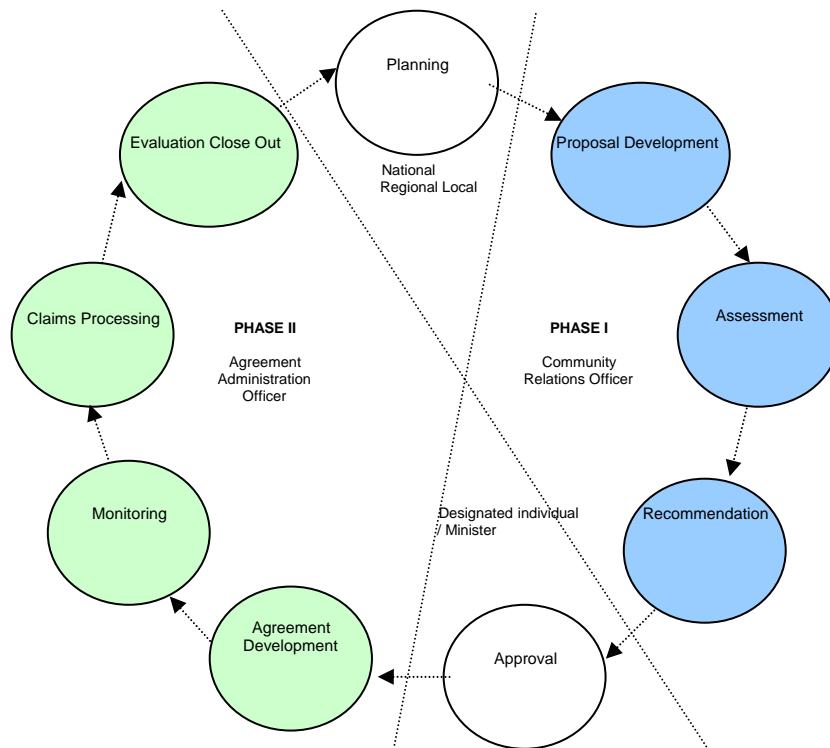 Planning
National
Regional Local
Proposal Development
Assessment
PHASE I
Community
Relations Officer
Recommendation
Designated individual
/ Minister
Approval
Agreement
Development
Monitoring
Claims Processing
Evaluation Close Out
PHASE II
Agreement
Administration
Officer